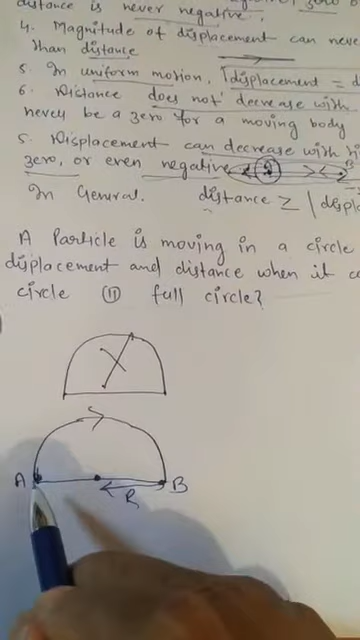 distance is never negative.
4. Magnitude of displacement can never
than distance
5. In uniform motion, |displacement =
6. Distance does not decrease with
never be a zero for a moving body
5. Displacement can decrease with
zero, or even negative
B
In General. distance ≥ |displ
A Particle is moving in a circle
displacement and distance when it
circle (ii) full circle?
S
A B
R